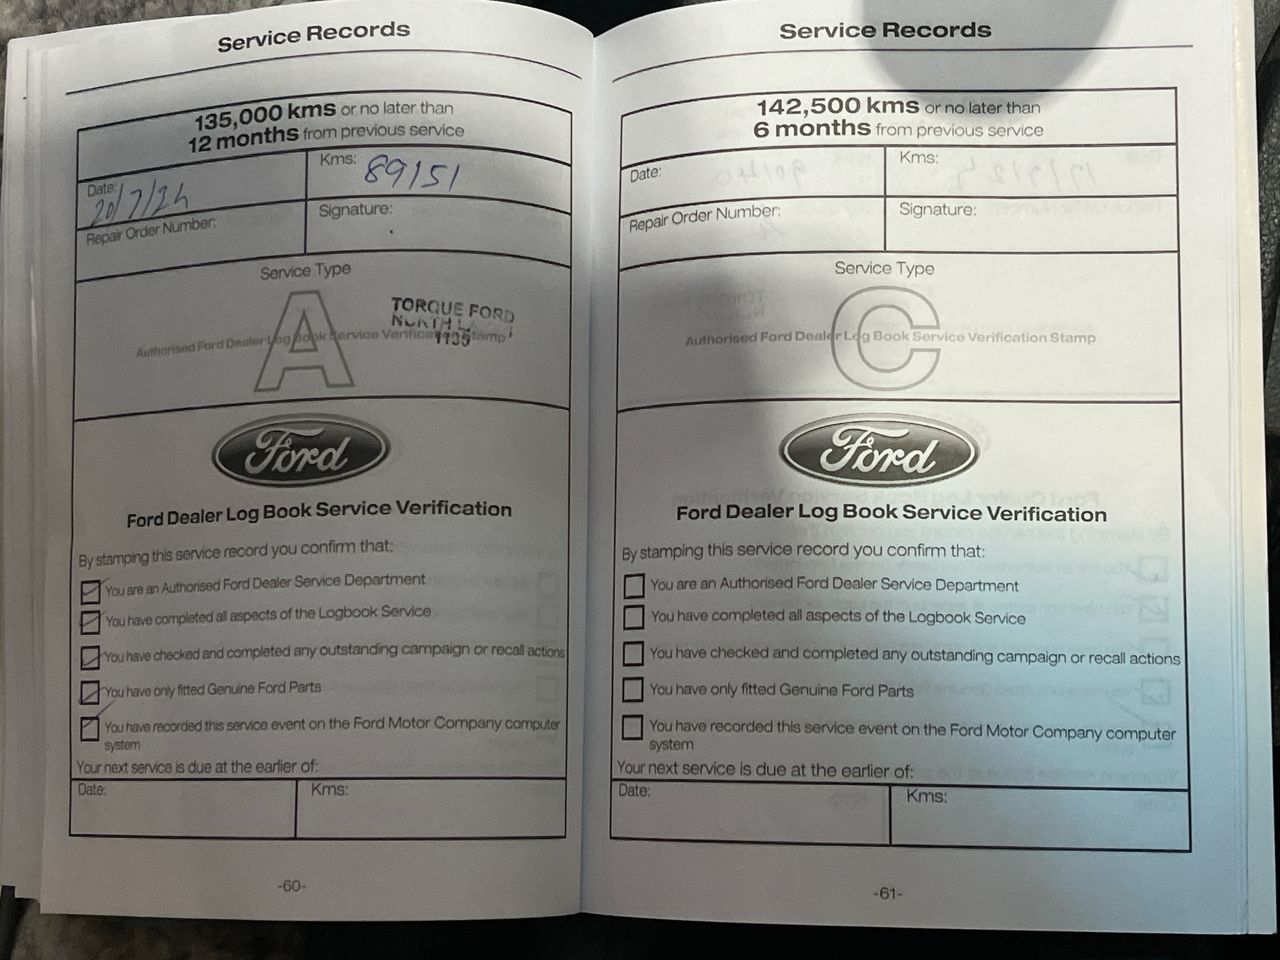 Service Records
135,000 kms or no later than
12 months from previous service
Date: 20/7/24
Kms: 89151
Repair Order Number:
Signature:
Service Type
A
TORQUE FORD
NORTH
Authorised Ford Dealer Log Book Service Verification Stamp
Ford
Ford Dealer Log Book Service Verification
By stamping this service record you confirm that:
You are an Authorised Ford Dealer Service Department
You have completed all aspects of the Logbook Service
You have checked and completed any outstanding campaign or recall actions
You have only fitted Genuine Ford Parts
You have recorded this service event on the Ford Motor Company computer
system
Your next service is due at the earlier of:
Date:
Kms:
-60-
Service Records
142,500 kms or no later than
6 months from previous service
Date:
Kms:
Repair Order Number:
Signature:
Service Type
C
Authorised Ford Dealer Log Book Service Verification Stamp
Ford
Ford Dealer Log Book Service Verification
By stamping this service record you confirm that:
You are an Authorised Ford Dealer Service Department
You have completed all aspects of the Logbook Service
You have checked and completed any outstanding campaign or recall actions
You have only fitted Genuine Ford Parts
You have recorded this service event on the Ford Motor Company computer
system
Your next service is due at the earlier of:
Date:
Kms:
-61-